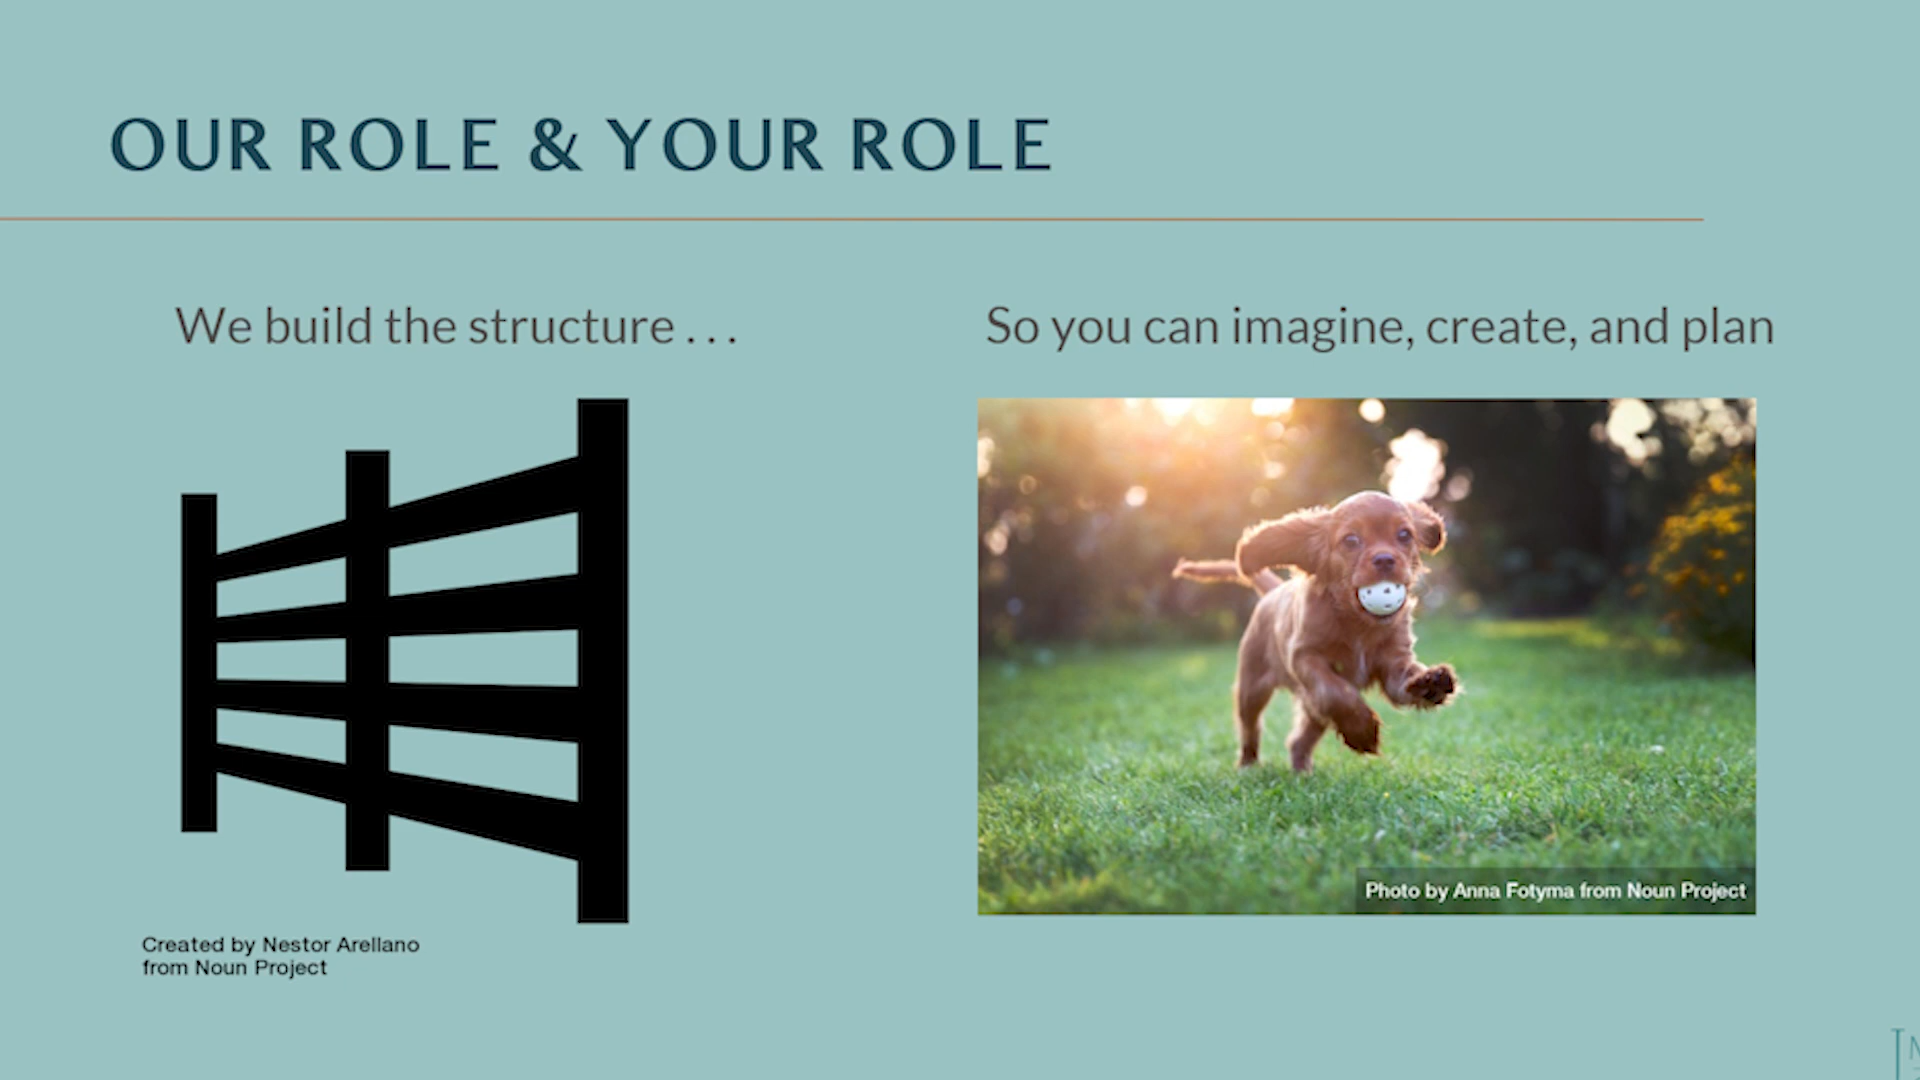 OUR ROLE & YOUR ROLE
We build the structure . . .
So you can imagine, create, and plan
Photo by Anna Fotyma from Noun Project
Created by Nestor Arellano
from Noun Project